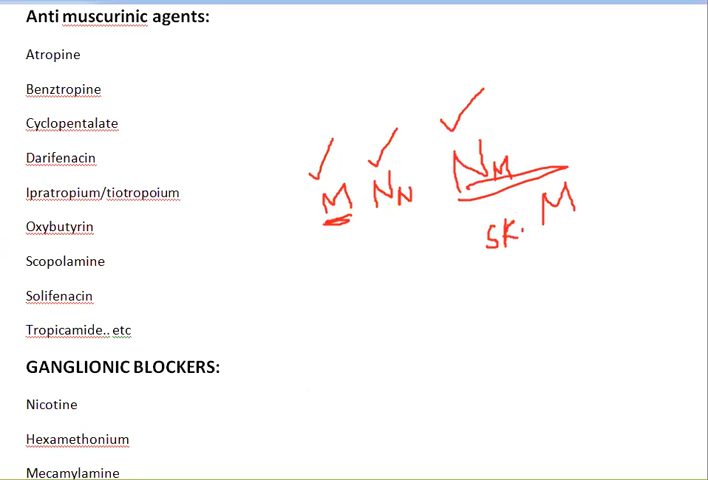 Anti muscurinic agents:
Atropine
Benztropine
Cyclopentalate
Darifenacin
Ipratropium/tiotropoium
Oxybutyrin
Scopolamine
Solifenacin
Tropicamide.. etc
GANGLIONIC BLOCKERS:
Nicotine
Hexamethonium
Mecamylamine
M NN NM
SK. M